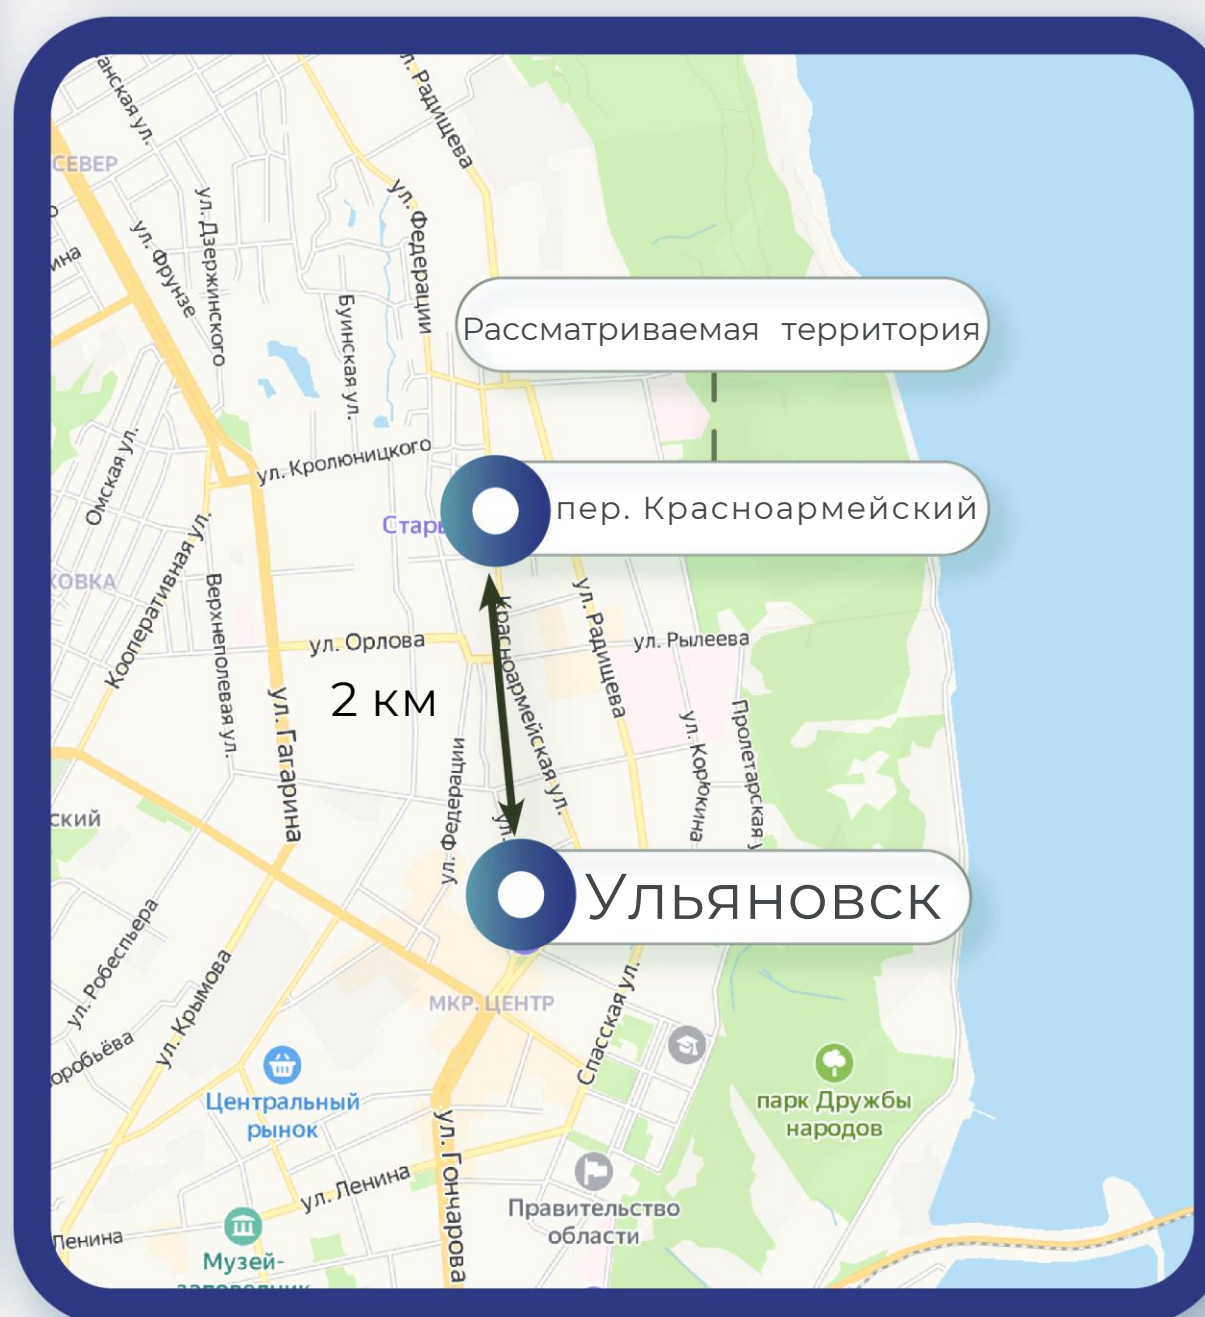 ул. Радищева
СЕВЕР
ул. Фрунзе
ул. Дзержинского
ул. Федерации
Буинская ул.
Рассматриваемая территория
ул. Кролюницкого
Омская ул.
пер. Красноармейский
Кооперативная ул.
Верхнеполевая ул.
ул. Орлова
Красноармейская ул.
ул. Радищева
ул. Рылеева
2 км
ул. Гагарина
ул. Федерации
ул. Корюкина
Пролетарская
Ульяновск
ул. Робеспьера
ул. Крымова
МКР. ЦЕНТР
Спасская ул.
Центральный
рынок
парк Дружбы
народов
ул. Гончарова
ул. Ленина
Правительство
области
Ленина
Музей-